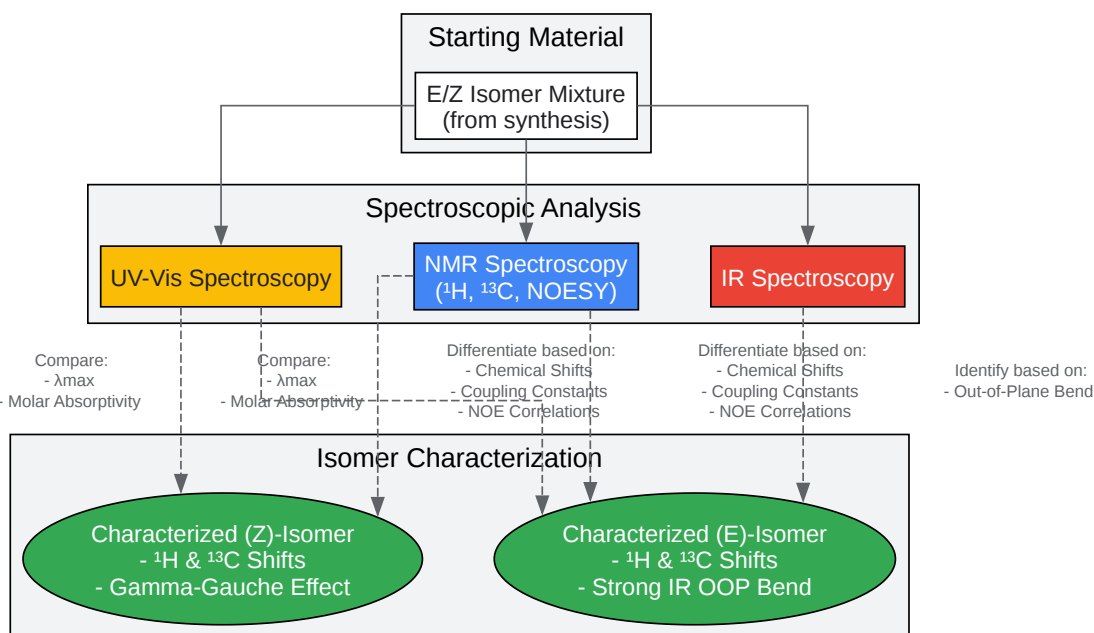 Starting Material
E/Z Isomer Mixture
(from synthesis)
Spectroscopic Analysis
UV-Vis Spectroscopy
NMR Spectroscopy
(¹H, ¹³C, NOESY)
IR Spectroscopy
Compare:
- λmax
- Molar Absorptivity
Compare:
- λmax
- Molar Absorptivity
Differentiate based on:
- Chemical Shifts
- Coupling Constants
- NOE Correlations
Differentiate based on:
- Chemical Shifts
- Coupling Constants
- NOE Correlations
Identify based on:
- Out-of-Plane Bend
Isomer Characterization
Characterized (Z)-Isomer
- ¹H & ¹³C Shifts
- Gamma-Gauche Effect
Characterized (E)-Isomer
- ¹H & ¹³C Shifts
- Strong IR OOP Bend